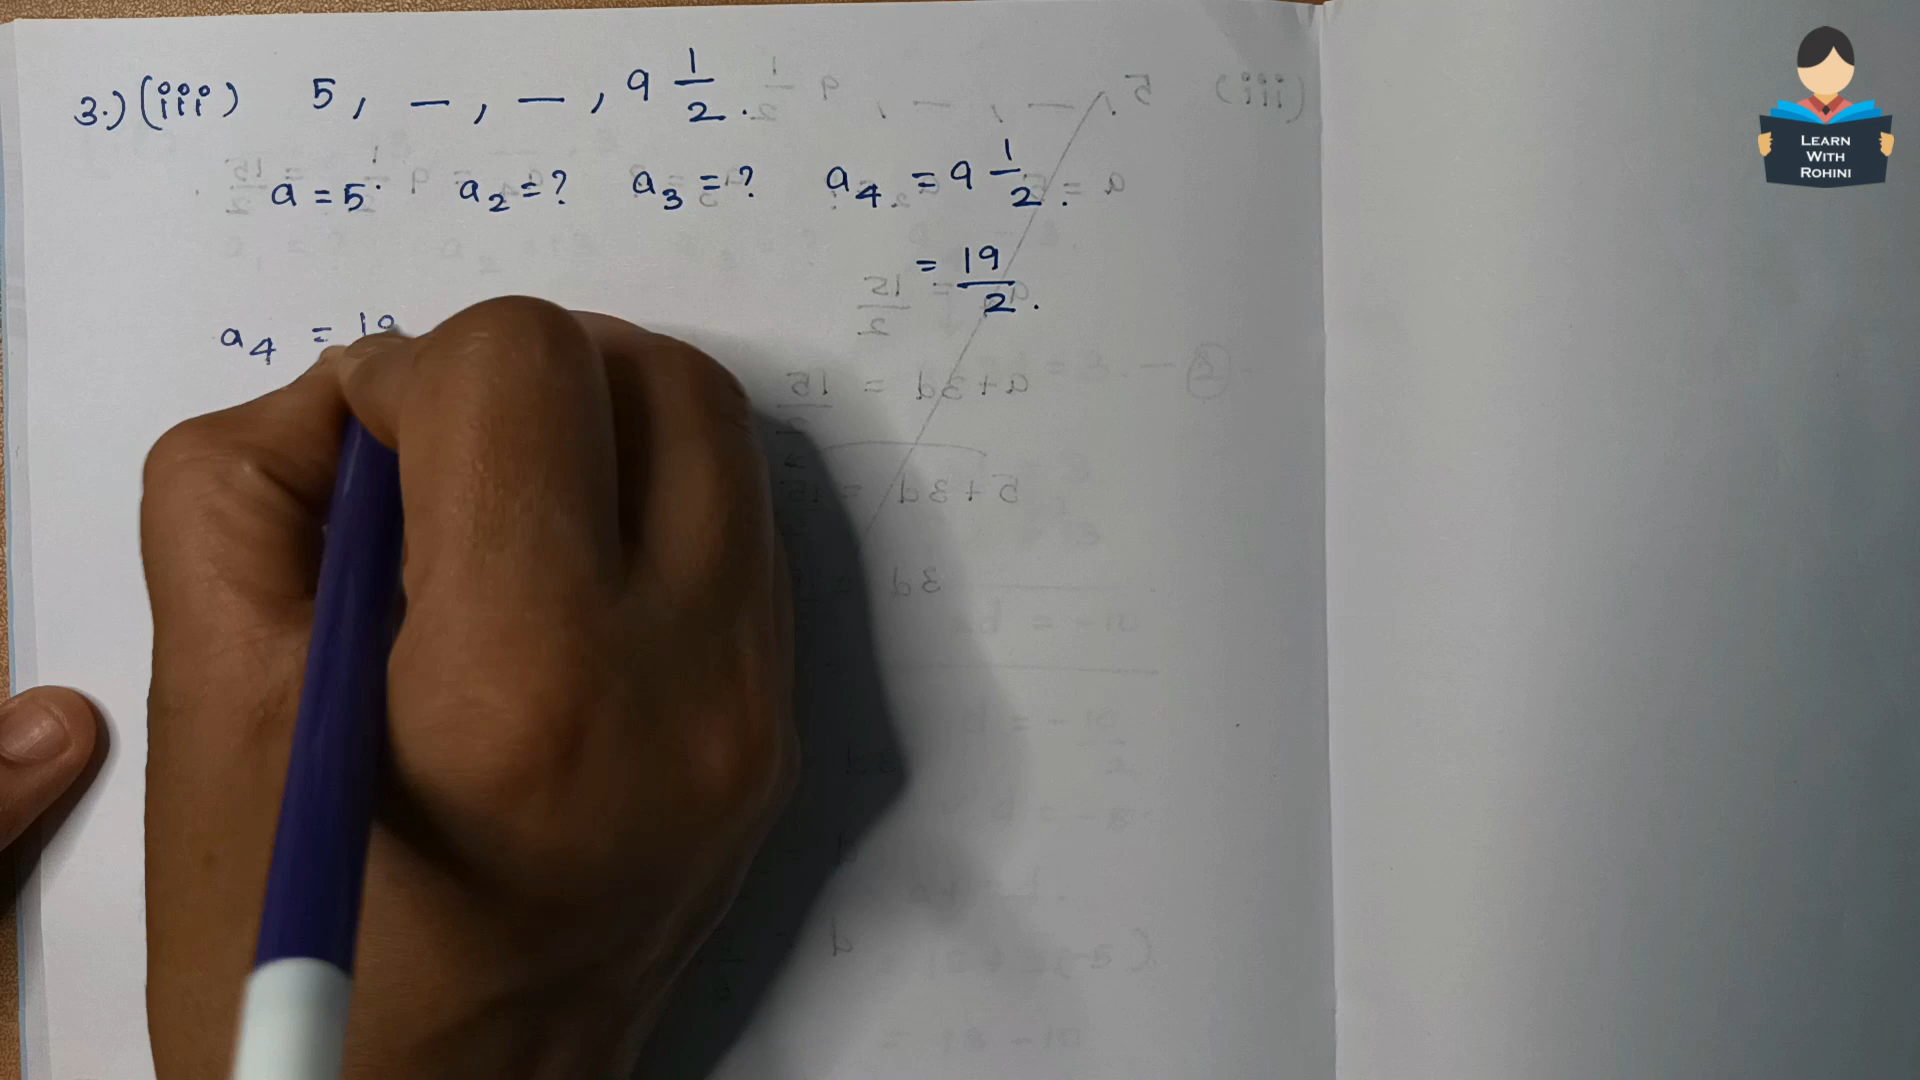 3.) (iii) 5, _, _, 9 1/2.
a = 5. a2 = ? a3 = ? a4 = 9 1/2.
= 19/2.
a4 = 19
LEARN
WITH
ROHINI